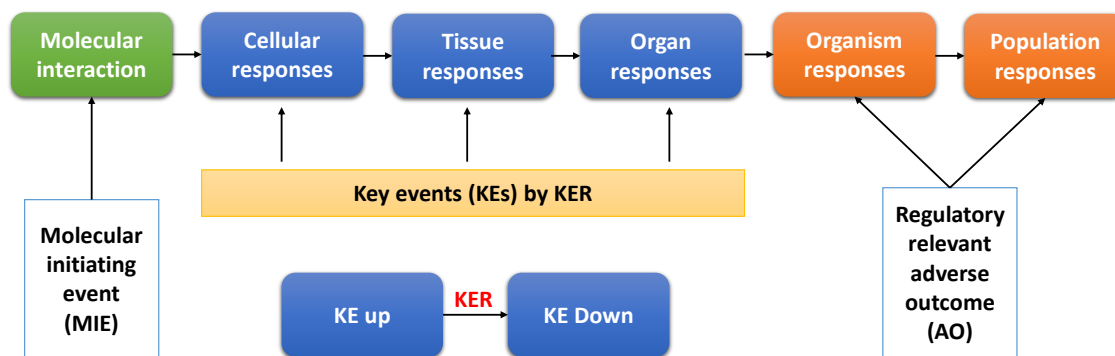 Molecular
interaction
Cellular
responses
Tissue
responses
Organ
responses
Organism
responses
Population
responses
Key events (KEs) by KER
Molecular
initiating
event
(MIE)
Regulatory
relevant
adverse
outcome
(AO)
KE up
KER
KE Down